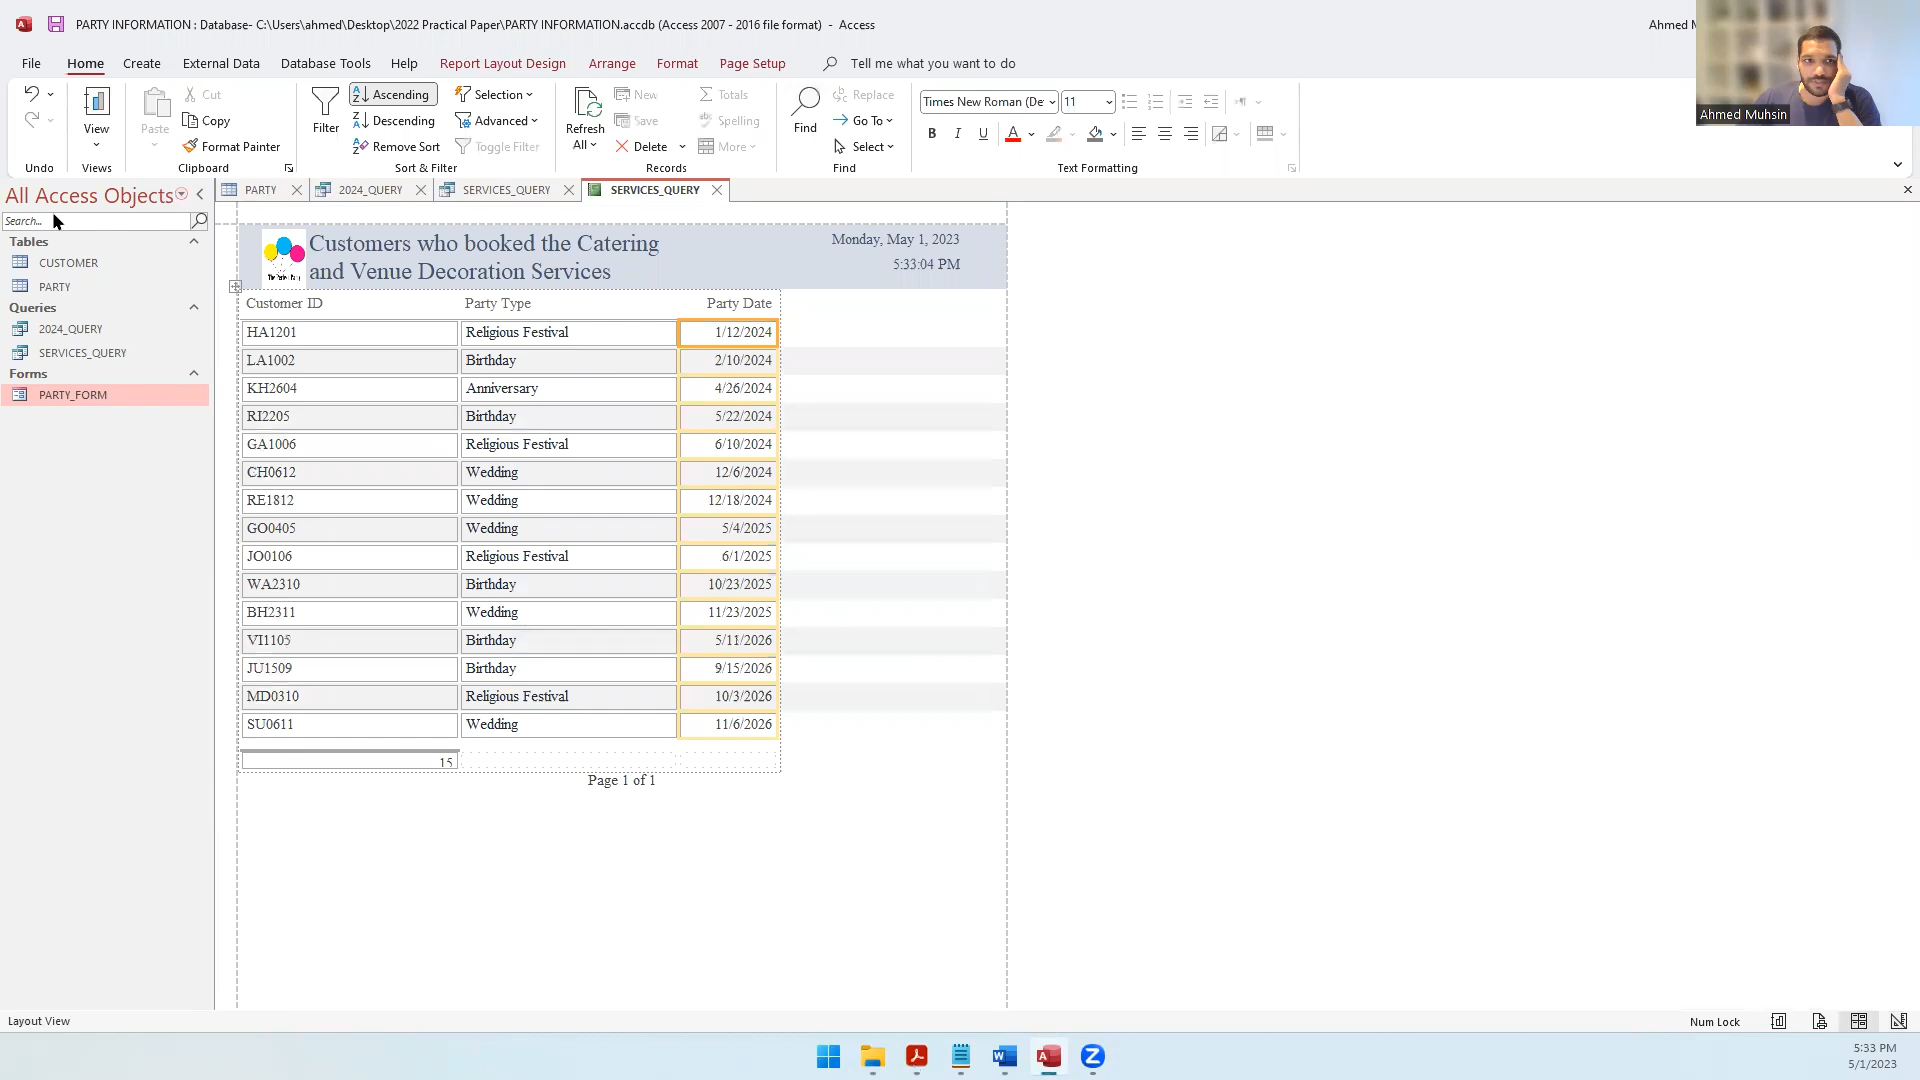 PARTY INFORMATION : Database- C:\Users\ahmed\Desktop\2022 Practical Paper\PARTY INFORMATION.accdb (Access 2007 - 2016 file format) - Access
Ahmed M
Ahmed Muhsin
File Home Create External Data Database Tools Help Report Layout Design Arrange Format Page Setup Tell me what you want to do
Undo
View
Views
Paste
Cut
Copy
Format Painter
Clipboard
Filter
Ascending
Descending
Remove Sort
Selection
Advanced
Toggle Filter
Sort & Filter
Refresh
All
New
Save
Delete
Totals
Spelling
More
Records
Find
Replace
Go To
Select
Find
Times New Roman (De
11
B I U A
Text Formatting
All Access Objects
Search...
Tables
CUSTOMER
PARTY
Queries
2024_QUERY
SERVICES_QUERY
Forms
PARTY_FORM
PARTY 2024_QUERY SERVICES_QUERY SERVICES_QUERY
Customers who booked the Catering
and Venue Decoration Services
Monday, May 1, 2023
5:33:04 PM
Customer ID Party Type Party Date
HA1201 Religious Festival 1/12/2024
LA1002 Birthday 2/10/2024
KH2604 Anniversary 4/26/2024
RI2205 Birthday 5/22/2024
GA1006 Religious Festival 6/10/2024
CH0612 Wedding 12/6/2024
RE1812 Wedding 12/18/2024
GO0405 Wedding 5/4/2025
JO0106 Religious Festival 6/1/2025
WA2310 Birthday 10/23/2025
BH2311 Wedding 11/23/2025
VI1105 Birthday 5/11/2026
JU1509 Birthday 9/15/2026
MD0310 Religious Festival 10/3/2026
SU0611 Wedding 11/6/2026
15
Page 1 of 1
Layout View
Num Lock
5:33 PM
5/1/2023